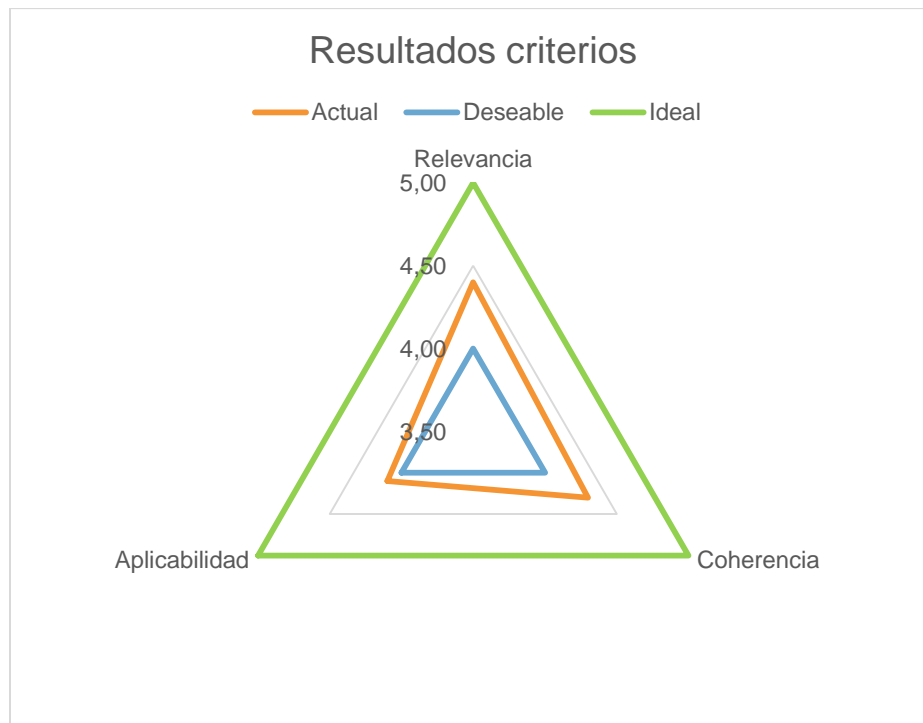 Resultados criterios
Actual Deseable Ideal
Relevancia
5,00
4,50
4,00
3,50
Aplicabilidad
Coherencia